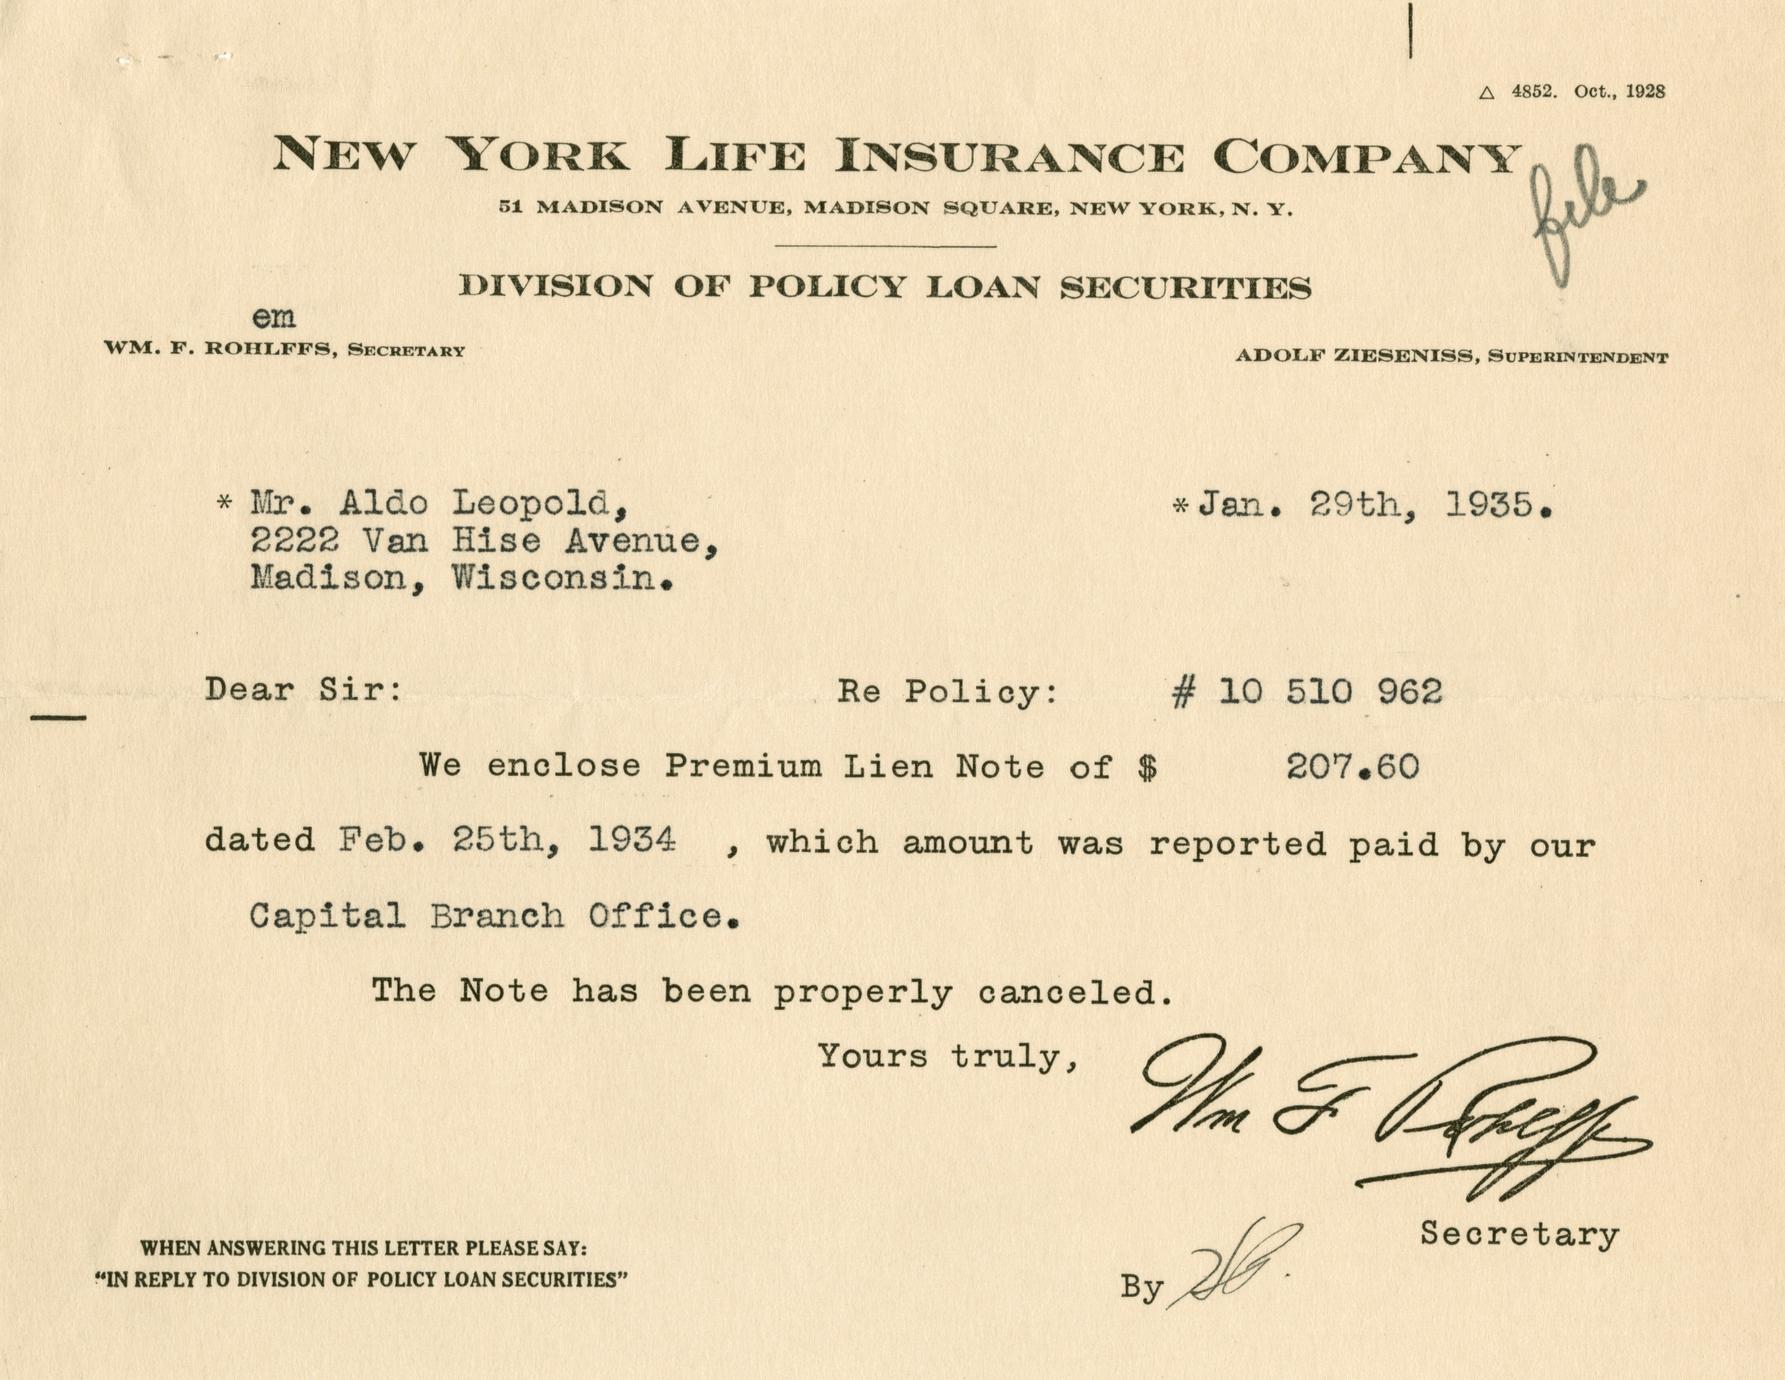 △ 4852. Oct., 1928
NEW YORK LIFE INSURANCE COMPANY
file
51 MADISON AVENUE, MADISON SQUARE, NEW YORK, N. Y.
DIVISION OF POLICY LOAN SECURITIES
em
WM. F. ROHLFFS, SECRETARY
ADOLF ZIESENISS, SUPERINTENDENT
* Mr. Aldo Leopold, * Jan. 29th, 1935.
2222 Van Hise Avenue,
Madison, Wisconsin.
Dear Sir: Re Policy: # 10 510 962
We enclose Premium Lien Note of $ 207.60
dated Feb. 25th, 1934 , which amount was reported paid by our
Capital Branch Office.
The Note has been properly canceled.
Yours truly,
Wm F Rohlffs
Secretary
WHEN ANSWERING THIS LETTER PLEASE SAY:
"IN REPLY TO DIVISION OF POLICY LOAN SECURITIES"
By